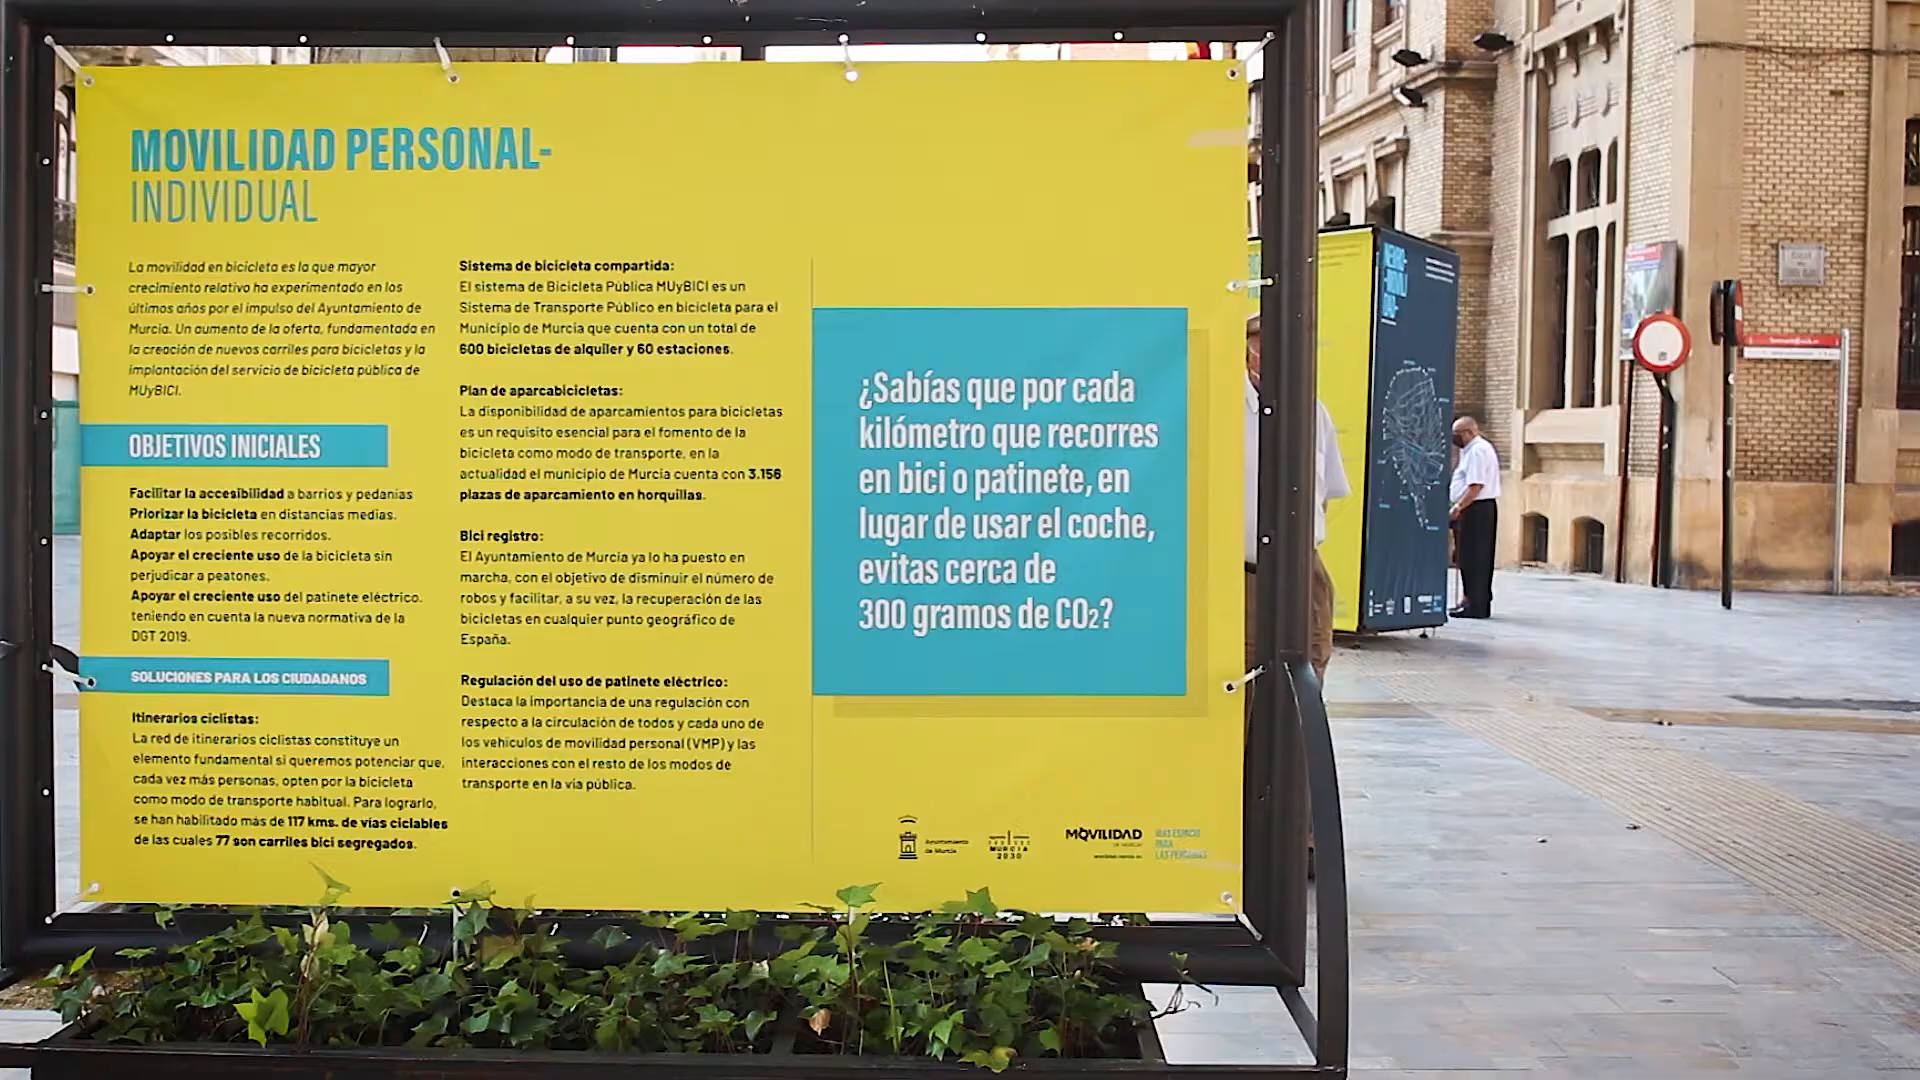 MOVILIDAD PERSONAL-
INDIVIDUAL
La movilidad en bicicleta es la que mayor
crecimiento relativo ha experimentado en los
últimos años por el impulso del Ayuntamiento de
Murcia. Un aumento de la oferta, fundamentada en
la creación de nuevos carriles para bicicletas y la
implantación del servicio de bicicleta pública de
MUyBICI.
OBJETIVOS INICIALES
Facilitar la accesibilidad a barrios y pedanías
Priorizar la bicicleta en distancias medias.
Adaptar los posibles recorridos.
Apoyar el creciente uso de la bicicleta sin
perjudicar a peatones.
Apoyar el creciente uso del patinete eléctrico.
teniendo en cuenta la nueva normativa de la
DGT 2019.
SOLUCIONES PARA LOS CIUDADANOS
Itinerarios ciclistas:
La red de itinerarios ciclistas constituye un
elemento fundamental si queremos potenciar que,
cada vez más personas, opten por la bicicleta
como modo de transporte habitual. Para lograrlo,
se han habilitado más de 117 kms. de vías ciclables
de las cuales 77 son carriles bici segregados.
Sistema de bicicleta compartida:
El sistema de Bicicleta Pública MUyBICI es un
Sistema de Transporte Público en bicicleta para el
Municipio de Murcia que cuenta con un total de
600 bicicletas de alquiler y 60 estaciones.
Plan de aparcabicicletas:
La disponibilidad de aparcamientos para bicicletas
es un requisito esencial para el fomento de la
bicicleta como modo de transporte, en la
actualidad el municipio de Murcia cuenta con 3.156
plazas de aparcamiento en horquillas.
Bici registro:
El Ayuntamiento de Murcia ya lo ha puesto en
marcha, con el objetivo de disminuir el número de
robos y facilitar, a su vez, la recuperación de las
bicicletas en cualquier punto geográfico de
España.
Regulación del uso de patinete eléctrico:
Destaca la importancia de una regulación con
respecto a la circulación de todos y cada uno de
los vehículos de movilidad personal (VMP) y las
interacciones con el resto de los modos de
transporte en la vía pública.
¿Sabías que por cada
kilómetro que recorres
en bici o patinete, en
lugar de usar el coche,
evitas cerca de
300 gramos de CO2?
Ayuntamiento
de Murcia
MURCIA
2030
MOVILIDAD
DE MURCIA
MÁS ESPACIO
PARA
LAS PERSONAS